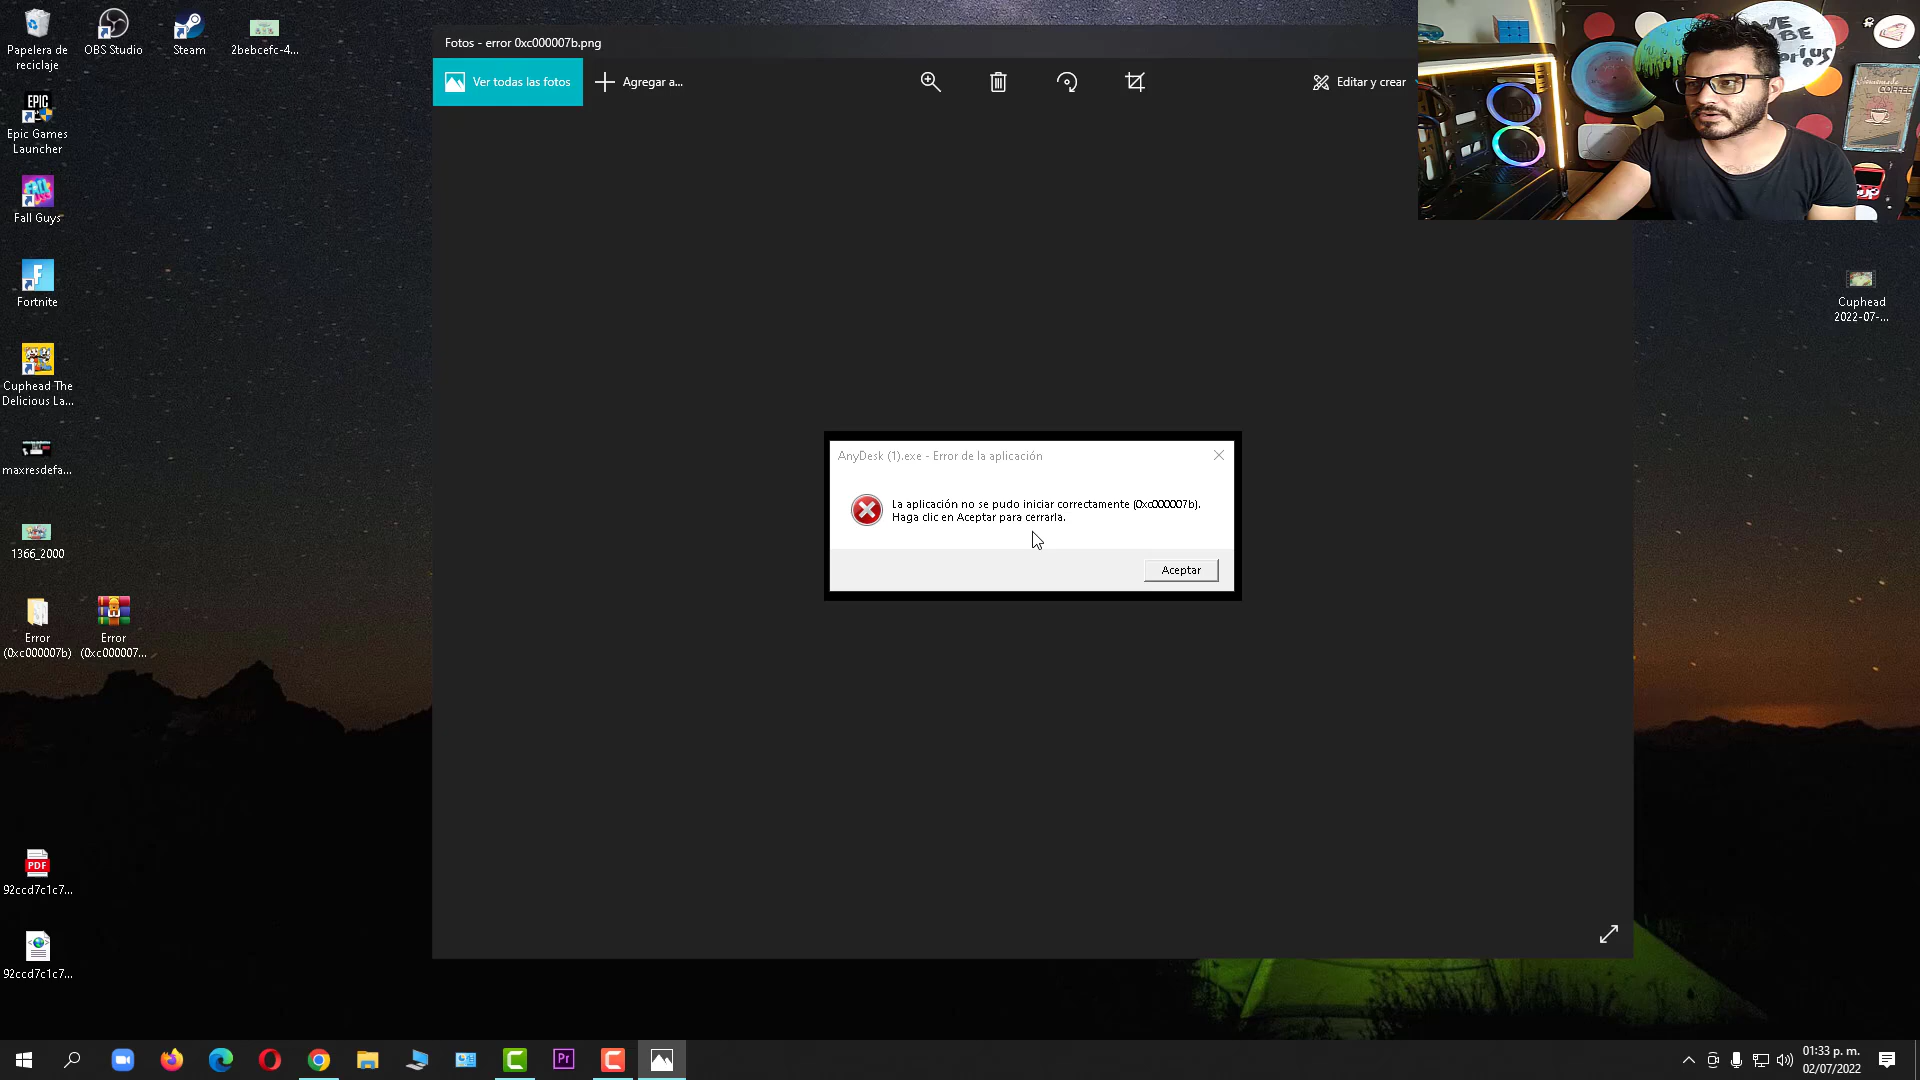 Papelera de
reciclaje
OBS Studio
Steam
2bebcefc-4...
Epic Games
Launcher
Fall Guys
Fortnite
Cuphead The
Delicious La...
maxresdefa...
1366_2000
Error
(0xc000007b)
Error
(0xc000007...
PDF
92ccd7c1c7...
92ccd7c1c7...
Fotos - error 0xc000007b.png
Ver todas las fotos
Agregar a...
Editar y crear
AnyDesk (1).exe - Error de la aplicación
La aplicación no se pudo iniciar correctamente (0xc000007b).
Haga clic en Aceptar para cerrarla.
Aceptar
COFFEE
Cuphead
2022-07-...
EPIC
Pr
01:33 p. m.
02/07/2022